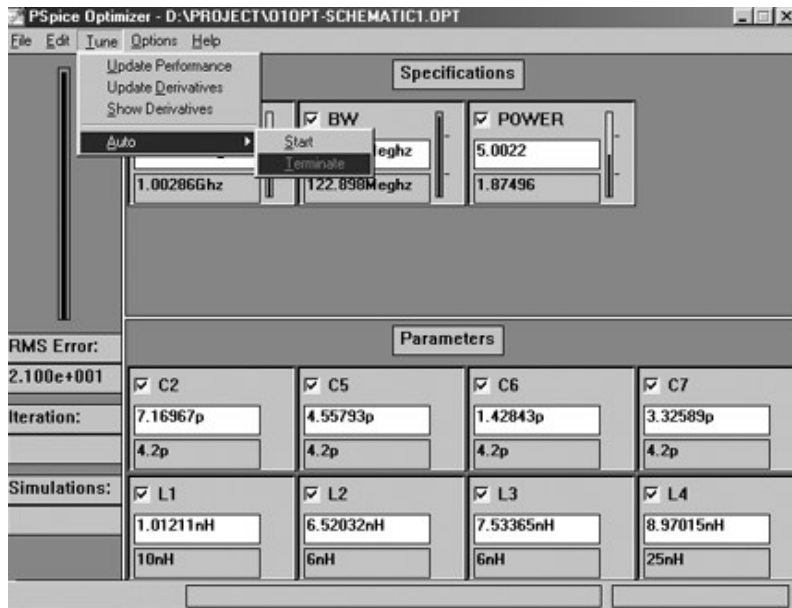 PSpice Optimizer - D:\PROJECT\01OPT-SCHEMATIC1.OPT
File Edit Tune Options Help
Update Performance
Update Derivatives
Show Derivatives
Auto
Start
Terminate
Specifications
1.00286Ghz
BW
Meghz
122.898Meghz
POWER
5.0022
1.87496
RMS Error:
2.100e+001
Iteration:
Simulations:
Parameters
C2
7.16967p
4.2p
C5
4.55793p
4.2p
C6
1.42843p
4.2p
C7
3.32589p
4.2p
L1
1.01211nH
10nH
L2
6.52032nH
6nH
L3
7.53365nH
6nH
L4
8.97015nH
25nH